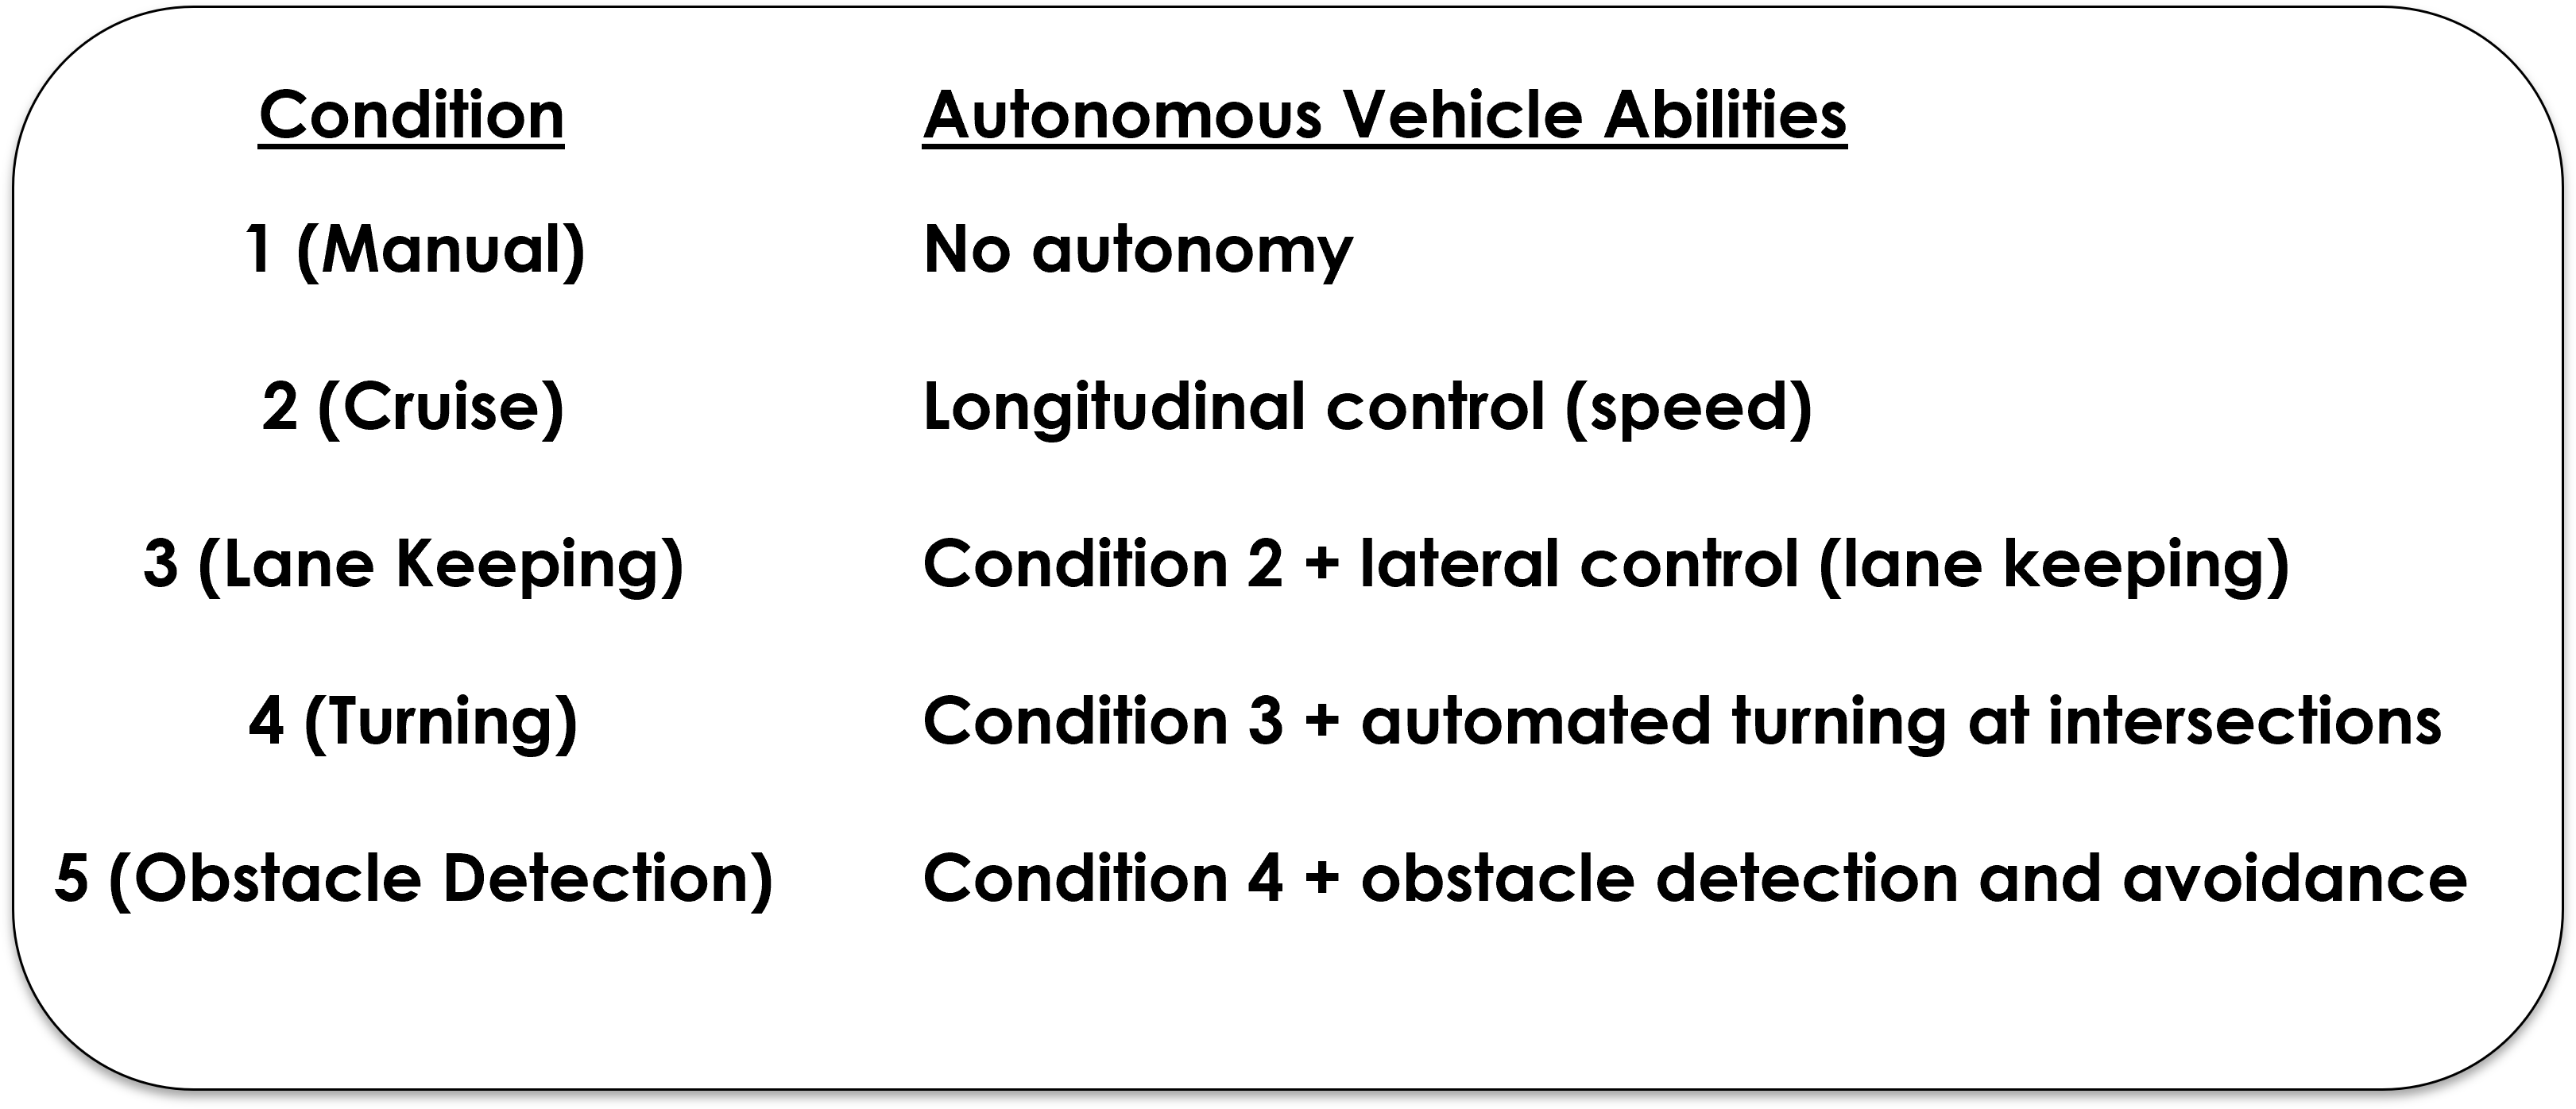 Condition Autonomous Vehicle Abilities
1 (Manual) No autonomy
2 (Cruise) Longitudinal control (speed)
3 (Lane Keeping) Condition 2 + lateral control (lane keeping)
4 (Turning) Condition 3 + automated turning at intersections
5 (Obstacle Detection) Condition 4 + obstacle detection and avoidance